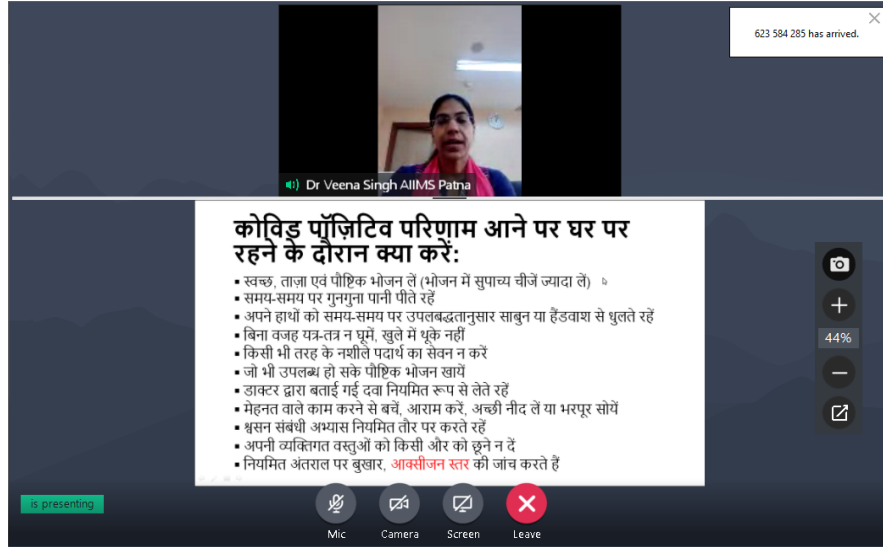 623 584 285 has arrived.
Dr Veena Singh AIIMS Patna
कोविड पॉज़िटिव परिणाम आने पर घर पर
रहने के दौरान क्या करें:
▪ स्वच्छ, ताज़ा एवं पौष्टिक भोजन लें (भोजन में सुपाच्य चीजें ज्यादा लें)
▪ समय-समय पर गुनगुना पानी पीते रहें
▪ अपने हाथों को समय-समय पर उपलबद्धतानुसार साबुन या हैंडवाश से धुलते रहें
▪ बिना वजह यत्र-तत्र न घूमें, खुले में थूके नहीं
▪ किसी भी तरह के नशीले पदार्थ का सेवन न करें
▪ जो भी उपलब्ध हो सके पौष्टिक भोजन खायें
▪ डाक्टर द्वारा बताई गई दवा नियमित रूप से लेते रहें
▪ मेहनत वाले काम करने से बचें, आराम करें, अच्छी नीद लें या भरपूर सोयें
▪ श्वसन संबंधी अभ्यास नियमित तौर पर करते रहें
▪ अपनी व्यक्तिगत वस्तुओं को किसी और को छूने न दें
▪ नियमित अंतराल पर बुखार, आक्सीजन स्तर की जांच करते हैं
44%
is presenting
Mic
Camera
Screen
Leave